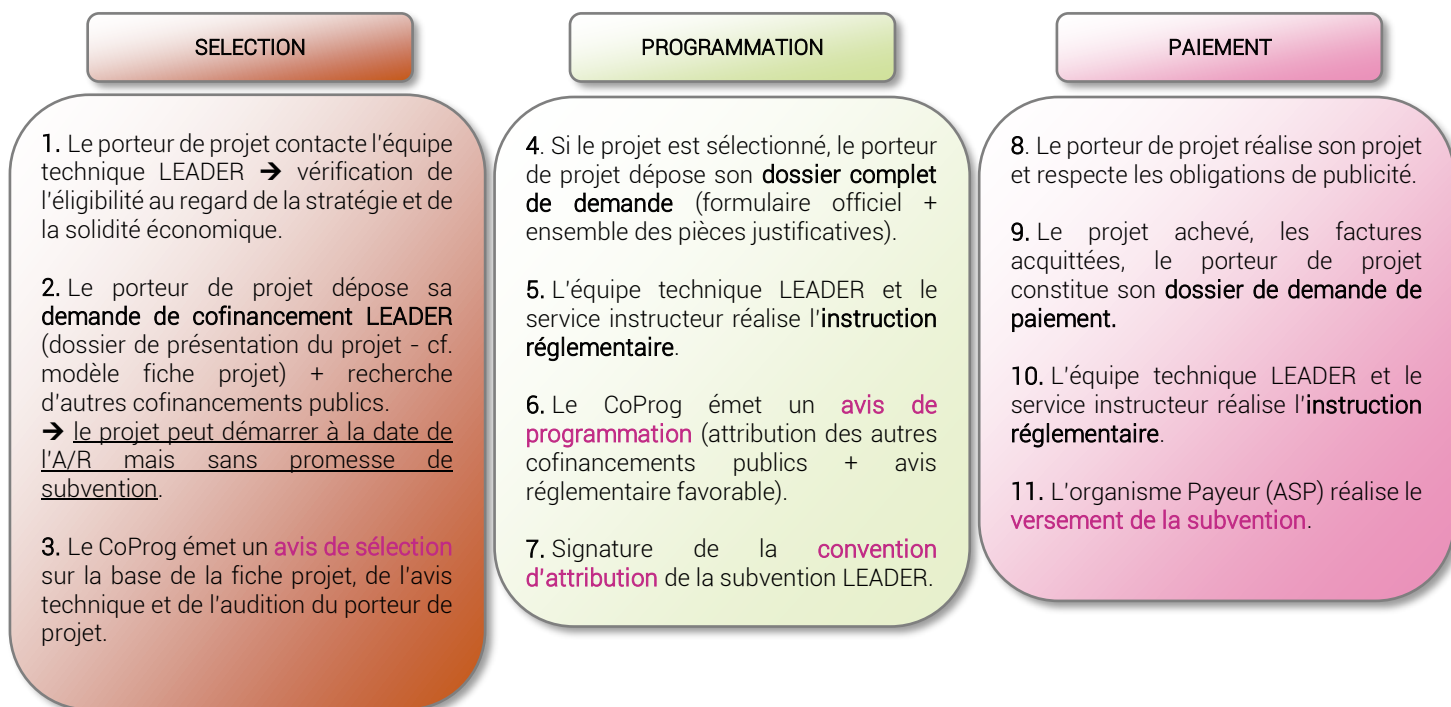 SELECTION
1. Le porteur de projet contacte l'équipe
technique LEADER → vérification de
l'éligibilité au regard de la stratégie et de
la solidité économique.
2. Le porteur de projet dépose sa
demande de cofinancement LEADER
(dossier de présentation du projet - cf.
modèle fiche projet) + recherche
d'autres cofinancements publics.
→ le projet peut démarrer à la date de
l'A/R mais sans promesse de
subvention.
3. Le CoProg émet un avis de sélection
sur la base de la fiche projet, de l'avis
technique et de l'audition du porteur de
projet.
PROGRAMMATION
4. Si le projet est sélectionné, le porteur
de projet dépose son dossier complet
de demande (formulaire officiel +
ensemble des pièces justificatives).
5. L'équipe technique LEADER et le
service instructeur réalise l'instruction
réglementaire.
6. Le CoProg émet un avis de
programmation (attribution des autres
cofinancements publics + avis
réglementaire favorable).
7. Signature de la convention
d'attribution de la subvention LEADER.
PAIEMENT
8. Le porteur de projet réalise son projet
et respecte les obligations de publicité.
9. Le projet achevé, les factures
acquittées, le porteur de projet
constitue son dossier de demande de
paiement.
10. L'équipe technique LEADER et le
service instructeur réalise l'instruction
réglementaire.
11. L'organisme Payeur (ASP) réalise le
versement de la subvention.